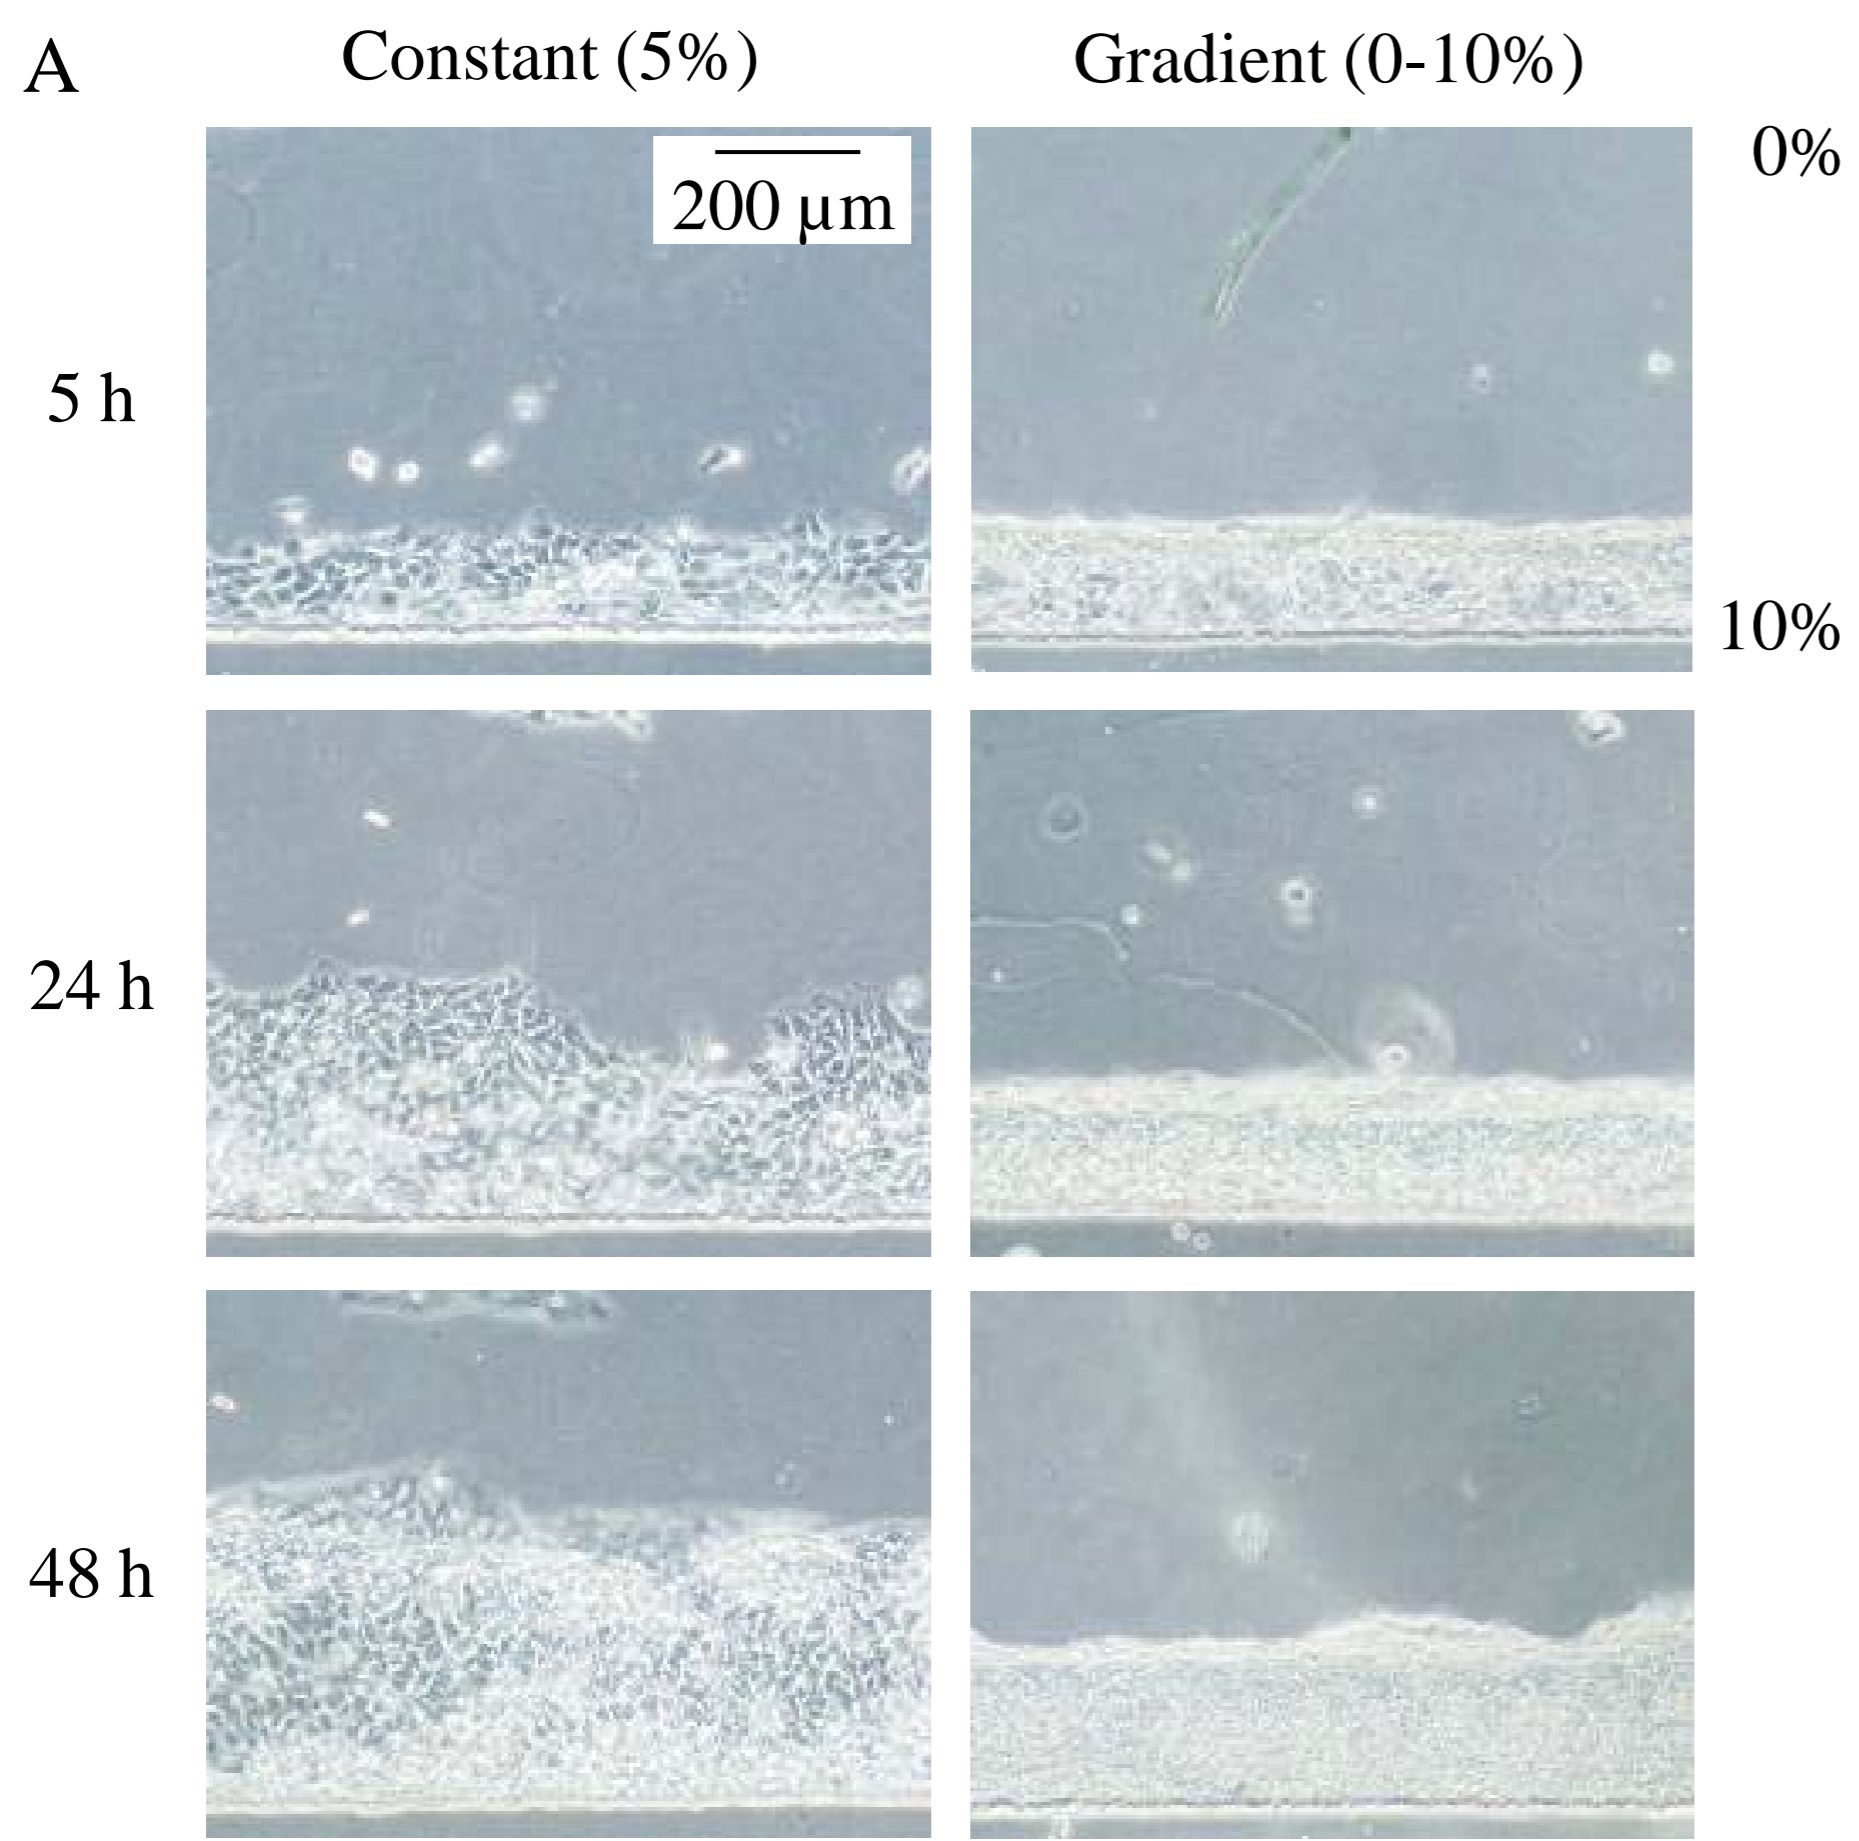 A
Constant (5%)
Gradient (0-10%)
200 µm
0%
5 h
10%
24 h
48 h